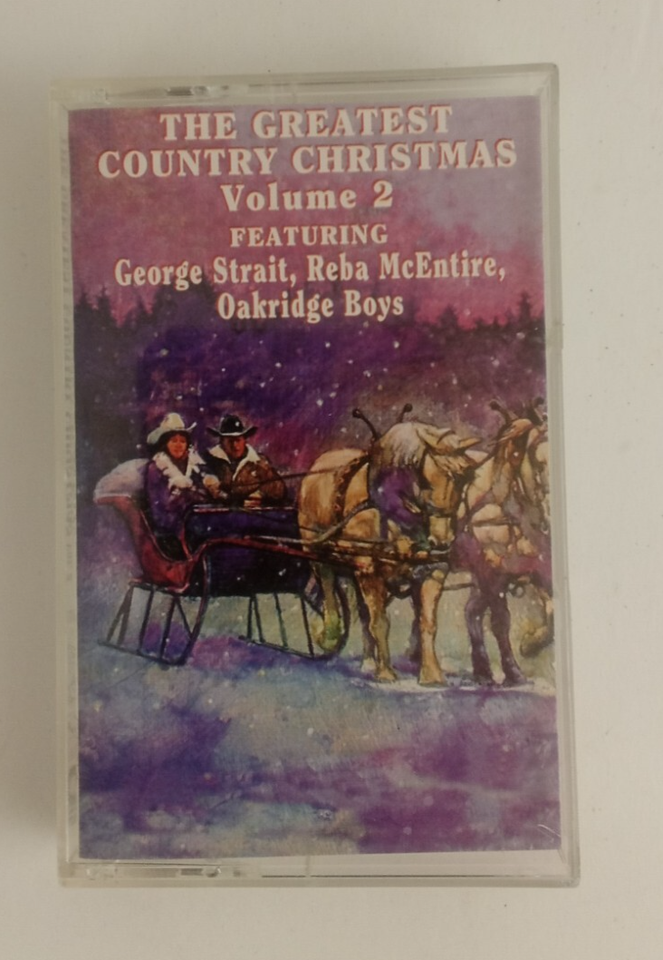 THE GREATEST
COUNTRY CHRISTMAS
Volume 2
FEATURING
George Strait, Reba McEntire,
Oakridge Boys